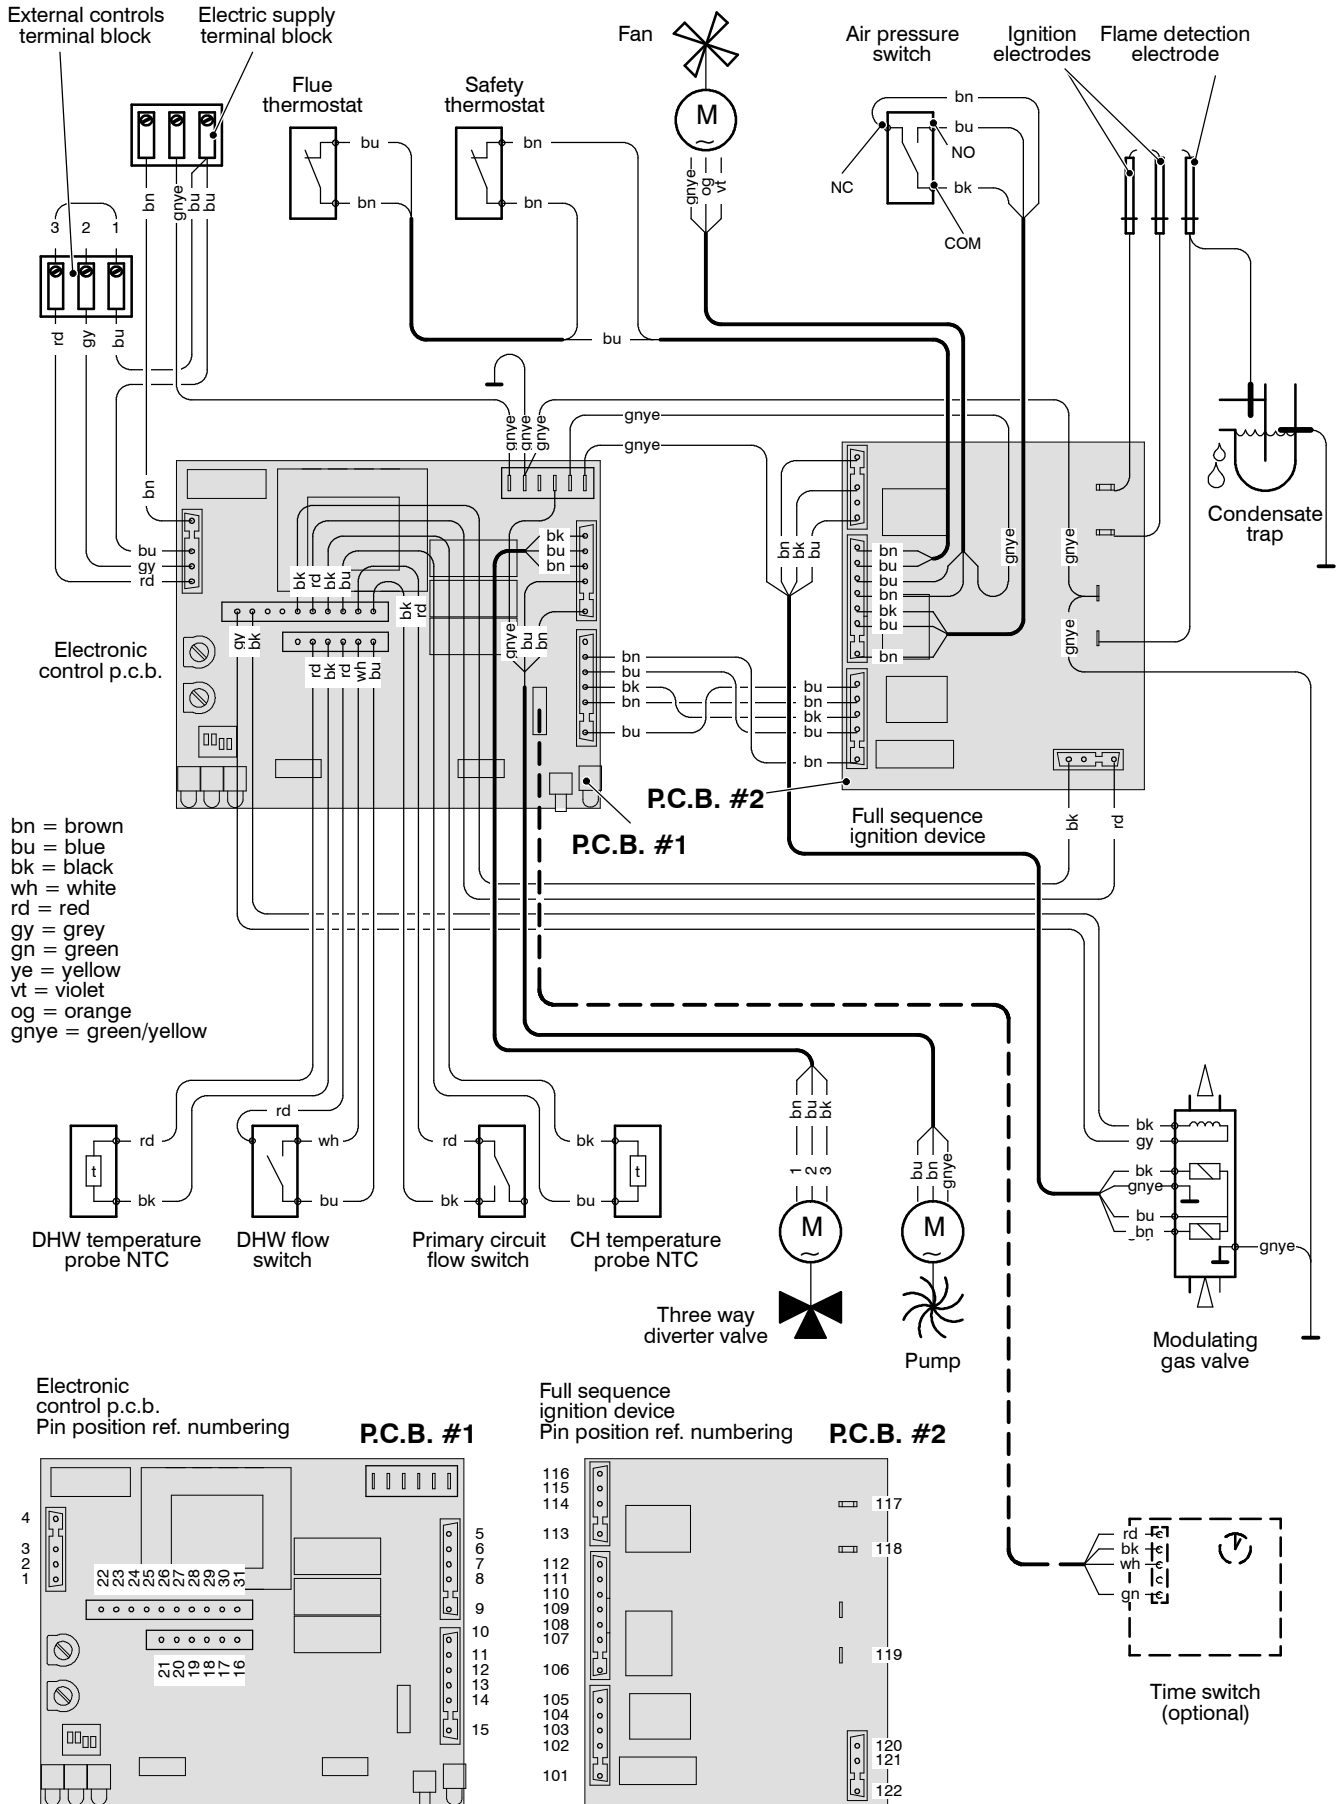 External controls
terminal block
Electric supply
terminal block
Flue
thermostat
Safety
thermostat
Fan
Air pressure
switch
Ignition
electrodes
Flame detection
electrode
M
~
bu
bn
bn
bn
gnye
og
vt
bn
bu
bk
NC
NO
COM
bn
gnye
bu
bu
3
2
1
rd
gy
bu
bu
gnye
gnye
gnye
gnye
gnye
bn
bu
gy
rd
bk
rd
bk
bu
bk
rd
gy
bk
rd
bk
rd
wh
bu
bk
bu
bn
gnye
bu
bn
bn
bu
bk
bn
bu
bn
bk
bu
bn
bu
bu
bn
bk
bu
bn
bu
bn
bk
bu
bn
gnye
gnye
gnye
bk
rd
Condensate
trap
Electronic
control p.c.b.
P.C.B. #1
P.C.B. #2
Full sequence
ignition device
bn = brown
bu = blue
bk = black
wh = white
rd = red
gy = grey
gn = green
ye = yellow
vt = violet
og = orange
gnye = green/yellow
rd
t
bk
DHW temperature
probe NTC
rd
wh
bu
DHW flow
switch
rd
bk
Primary circuit
flow switch
bk
t
bu
CH temperature
probe NTC
bn
bu
bk
1
2
3
M
~
Three way
diverter valve
bu
bn
gnye
M
~
Pump
bk
gy
bk
gnye
bu
bn
gnye
Modulating
gas valve
Electronic
control p.c.b.
Pin position ref. numbering
P.C.B. #1
4
3
2
1
22
23
24
25
26
27
28
29
30
31
21
20
19
18
17
16
5
6
7
8
9
10
11
12
13
14
15
Full sequence
ignition device
Pin position ref. numbering
P.C.B. #2
116
115
114
113
112
111
110
109
108
107
106
105
104
103
102
101
117
118
119
120
121
122
rd
bk
wh
gn
c
c
c
c
c
Time switch
(optional)